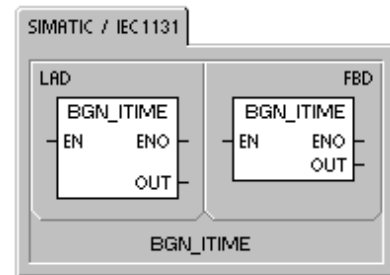 SIMATIC / IEC1131
LAD
FBD
BGN_ITIME
EN
ENO
OUT
BGN_ITIME
EN
ENO
OUT
BGN_ITIME